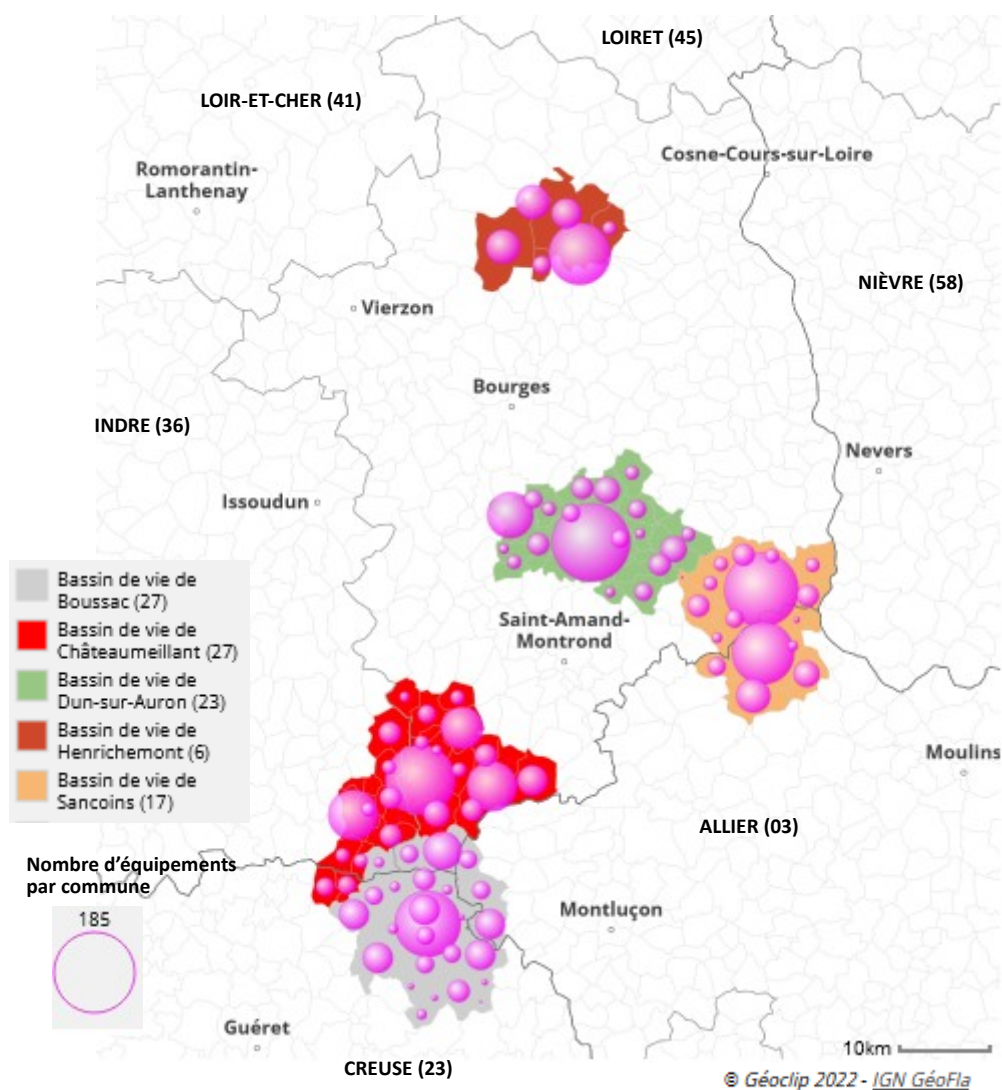 LOIRET (45)
LOIR-ET-CHER (41)
Cosne-Cours-sur-Loire
Romorantin-
Lanthenay
NIÈVRE (58)
Vierzon
Bourges
INDRE (36)
Nevers
Issoudun
Bassin de vie de
Boussac (27)
Bassin de vie de
Châteaumeillant (27)
Bassin de vie de
Dun-sur-Auron (23)
Bassin de vie de
Henrichemont (6)
Bassin de vie de
Sancoins (17)
Saint-Amand-
Montrond
Moulins
ALLIER (03)
Nombre d'équipements
par commune
185
Montluçon
Guéret
10km
CREUSE (23)
© Géoclip 2022 - IGN GéoFla